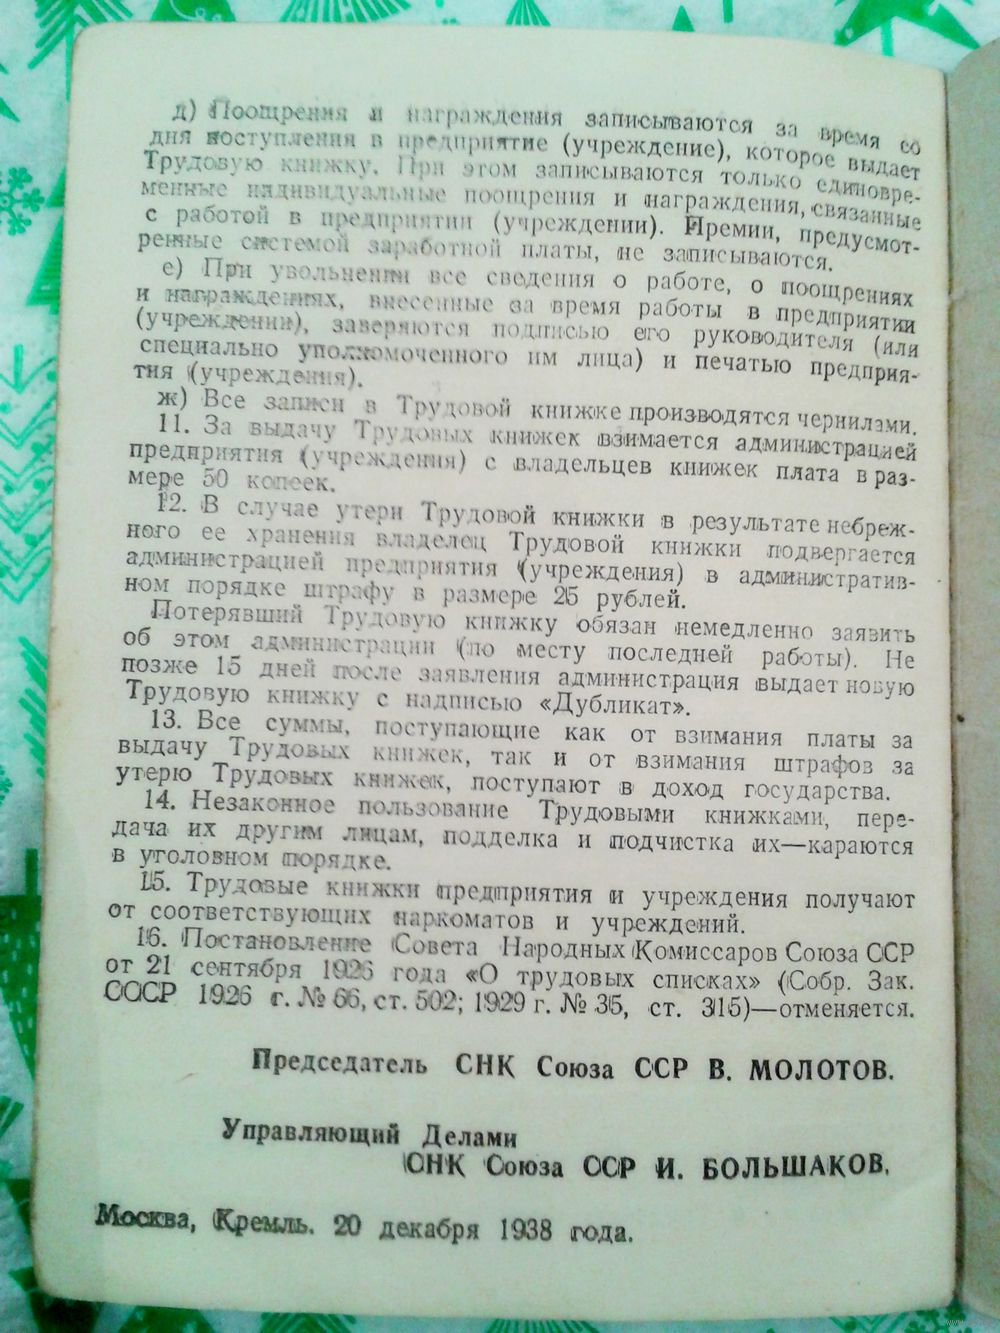 д) Поощрения и награждения записываются за время со
дня поступления в предприятие (учреждение), которое выдает
Трудовую книжку. При этом записываются только единовре-
менные индивидуальные поощрения и награждения, связанные
с работой в предприятии (учреждении). Премии, предусмот-
ренные системой заработной платы, не записываются.
е) При увольнении все сведения о работе, о поощрениях
и награждениях, внесенные за время работы в предприятии
(учреждении), заверяются подписью его руководителя (или
специально уполномоченного им лица) и печатью предприя-
тия (учреждения).
ж) Все записи в Трудовой книжке производятся чернилами.
11. За выдачу Трудовых книжек взимается администрацией
предприятия (учреждения) с владельцев книжек плата в раз-
мере 50 копеек.
12. В случае утери Трудовой книжки в результате небреж-
ного ее хранения владелец Трудовой книжки подвергается
администрацией предприятия (учреждения) в административ-
ном порядке штрафу в размере 25 рублей.
Потерявший Трудовую книжку обязан немедленно заявить
об этом администрации (по месту последней работы). Не
позже 15 дней после заявления администрация выдает новую
Трудовую книжку с надписью «Дубликат».
13. Все суммы, поступающие как от взимания платы за
выдачу Трудовых книжек, так и от взимания штрафов за
утерю Трудовых книжек, поступают в доход государства.
14. Незаконное пользование Трудовыми книжками, пере-
дача их другим лицам, подделка и подчистка их—караются
в уголовном порядке.
15. Трудовые книжки предприятия и учреждения получают
от соответствующих наркоматов и учреждений.
16. Постановление Совета Народных Комиссаров Союза ССР
от 21 сентября 1926 года «О трудовых списках» (Собр. Зак.
СССР 1926 г. № 66, ст. 502; 1929 г. № 35, ст. 315)—отменяется.
Председатель СНК Союза ССР В. МОЛОТОВ.
Управляющий Делами
СНК Союза ССР И. БОЛЬШАКОВ.
Москва, Кремль. 20 декабря 1938 года.